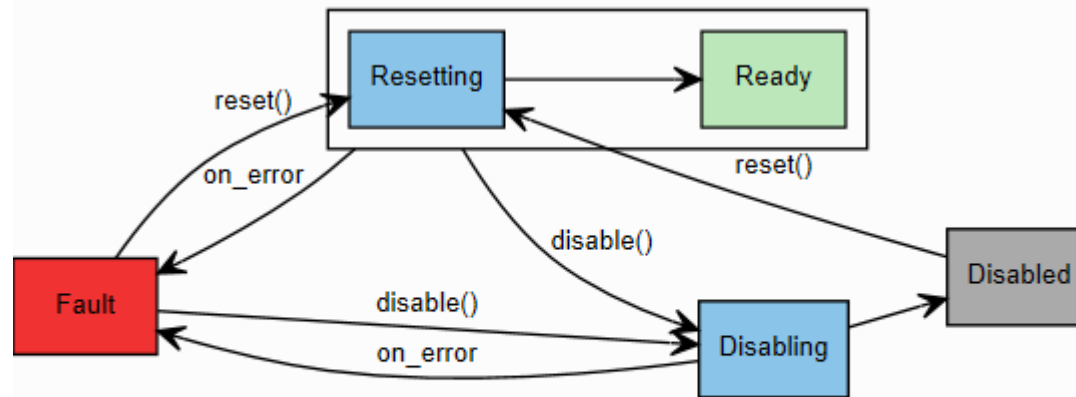 Resetting
Ready
reset()
on_error
reset()
disable()
Disabled
Fault
disable()
on_error
Disabling